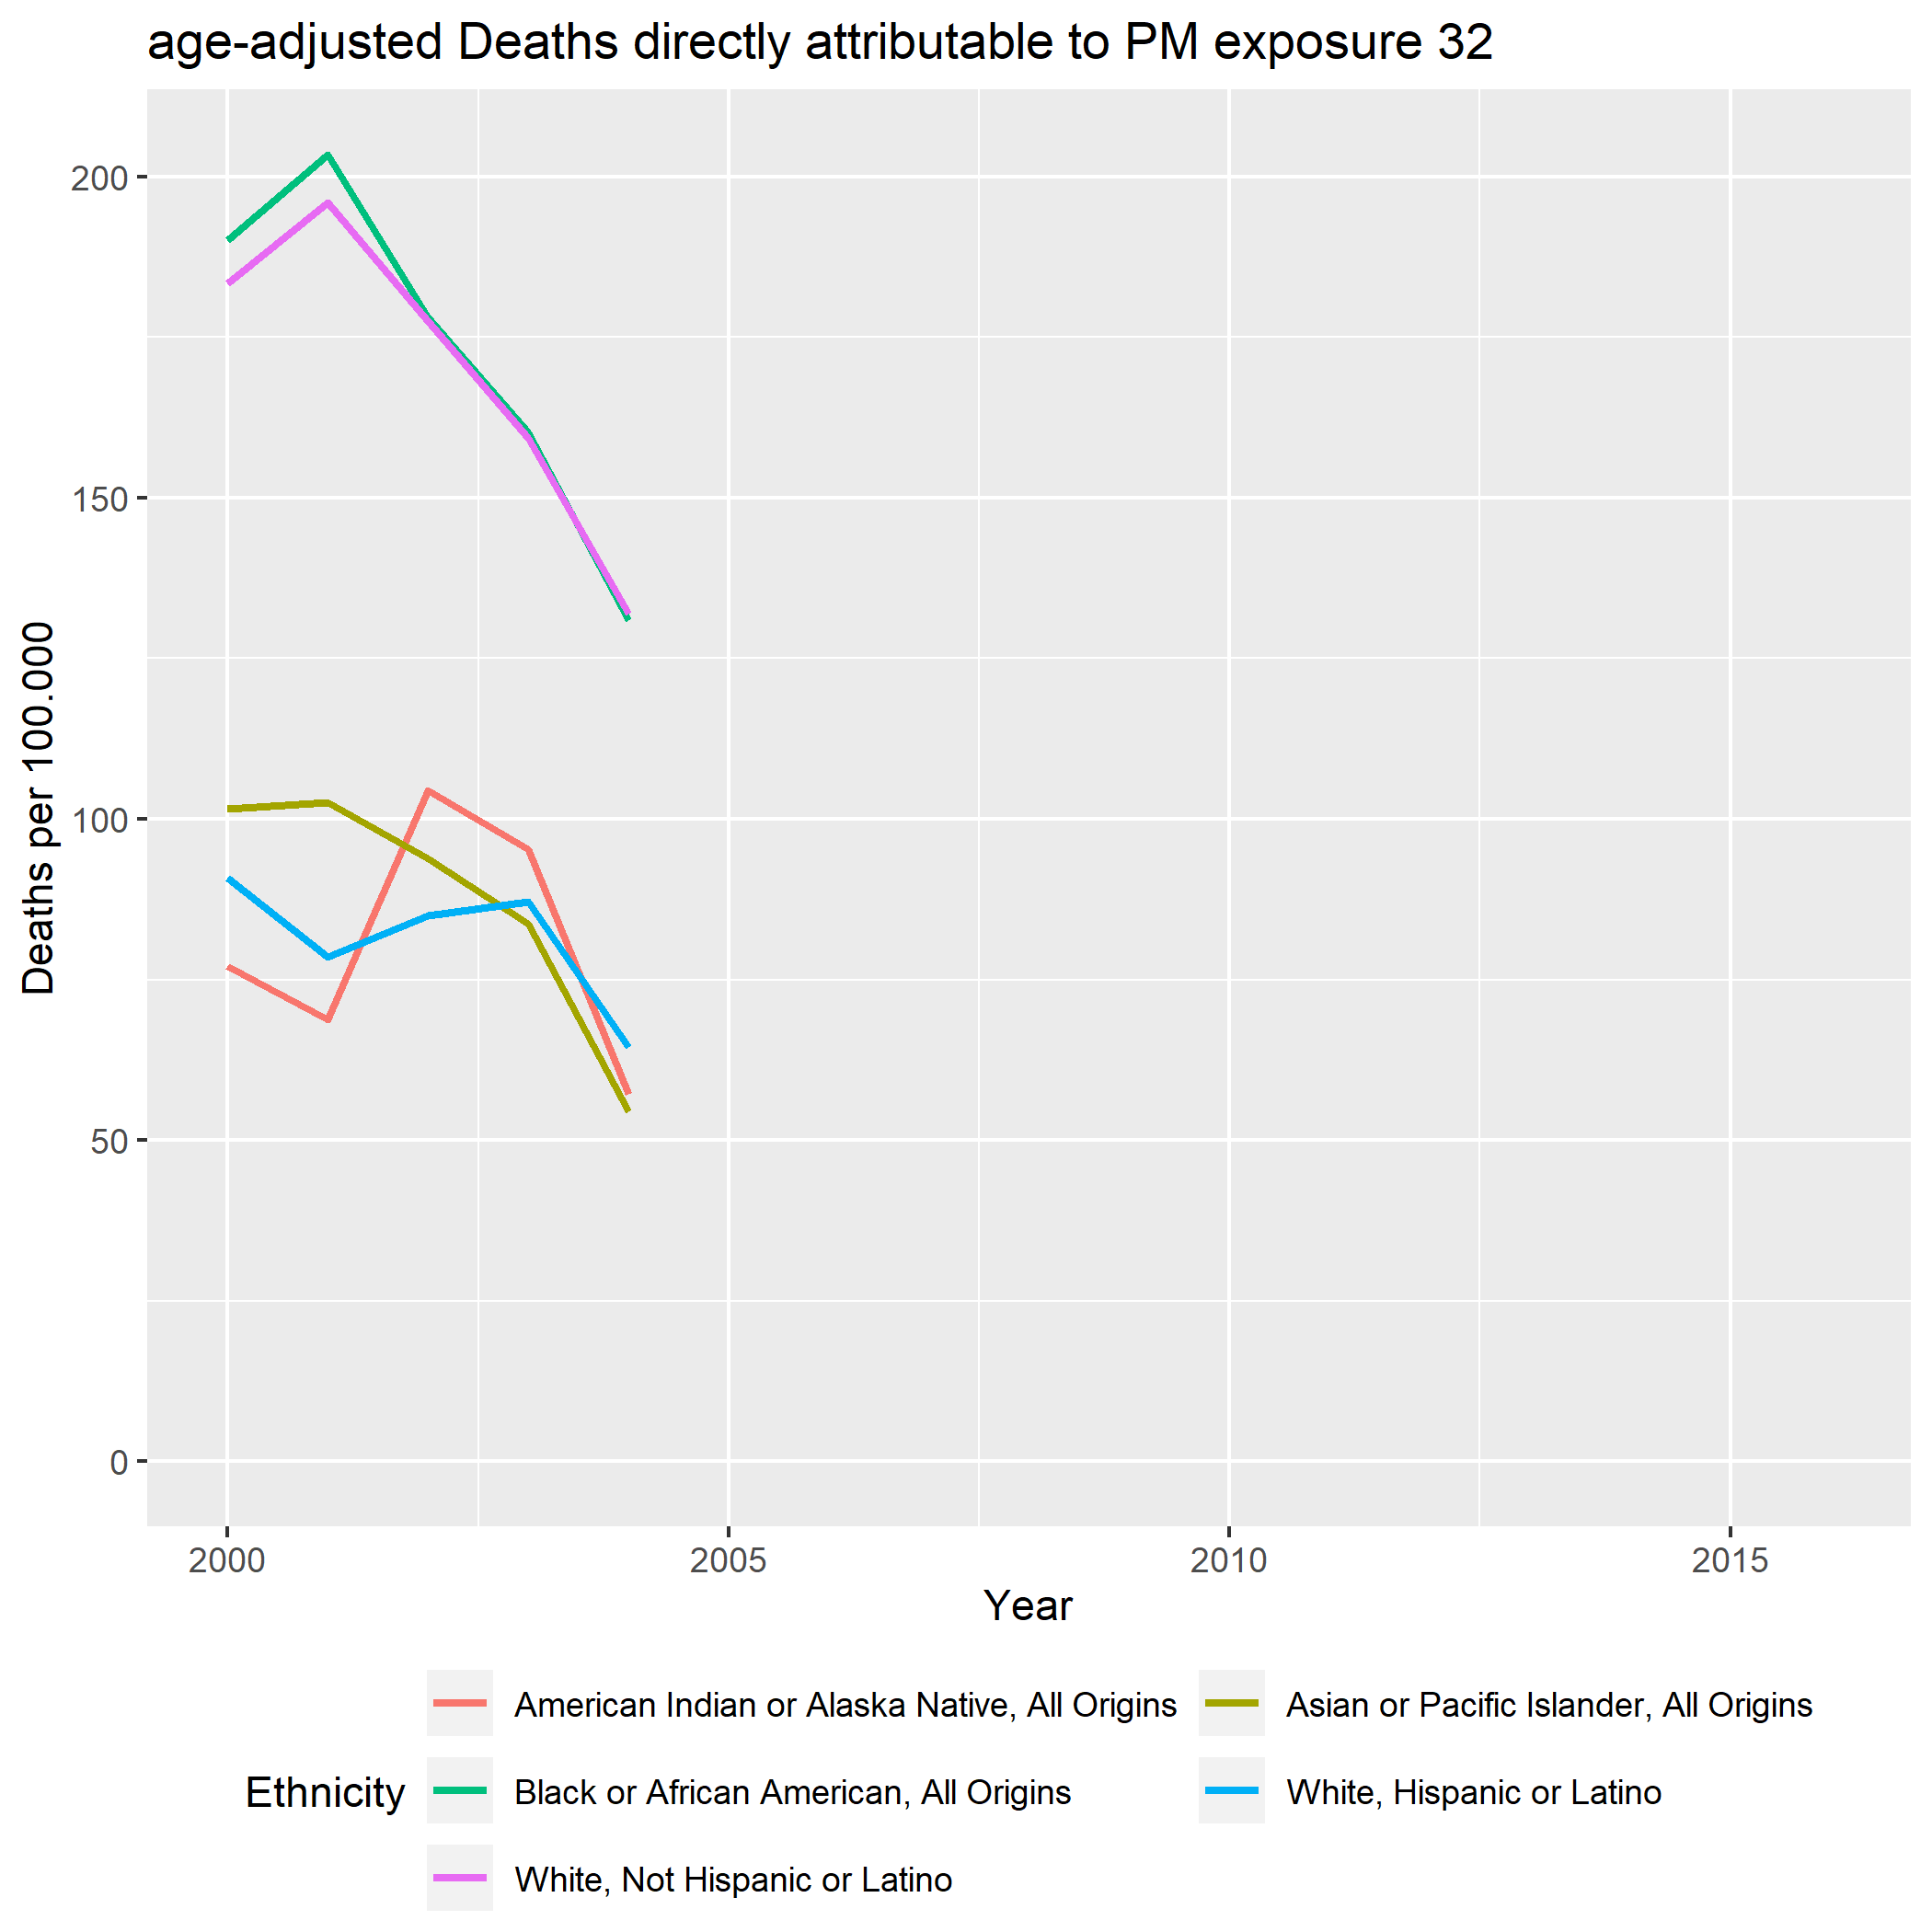 age-adjusted Deaths directly attributable to PM exposure 32
Deaths per 100.000
200
150
100
50
0
2000 2005 2010 2015
Year
Ethnicity
American Indian or Alaska Native, All Origins
Asian or Pacific Islander, All Origins
Black or African American, All Origins
White, Hispanic or Latino
White, Not Hispanic or Latino